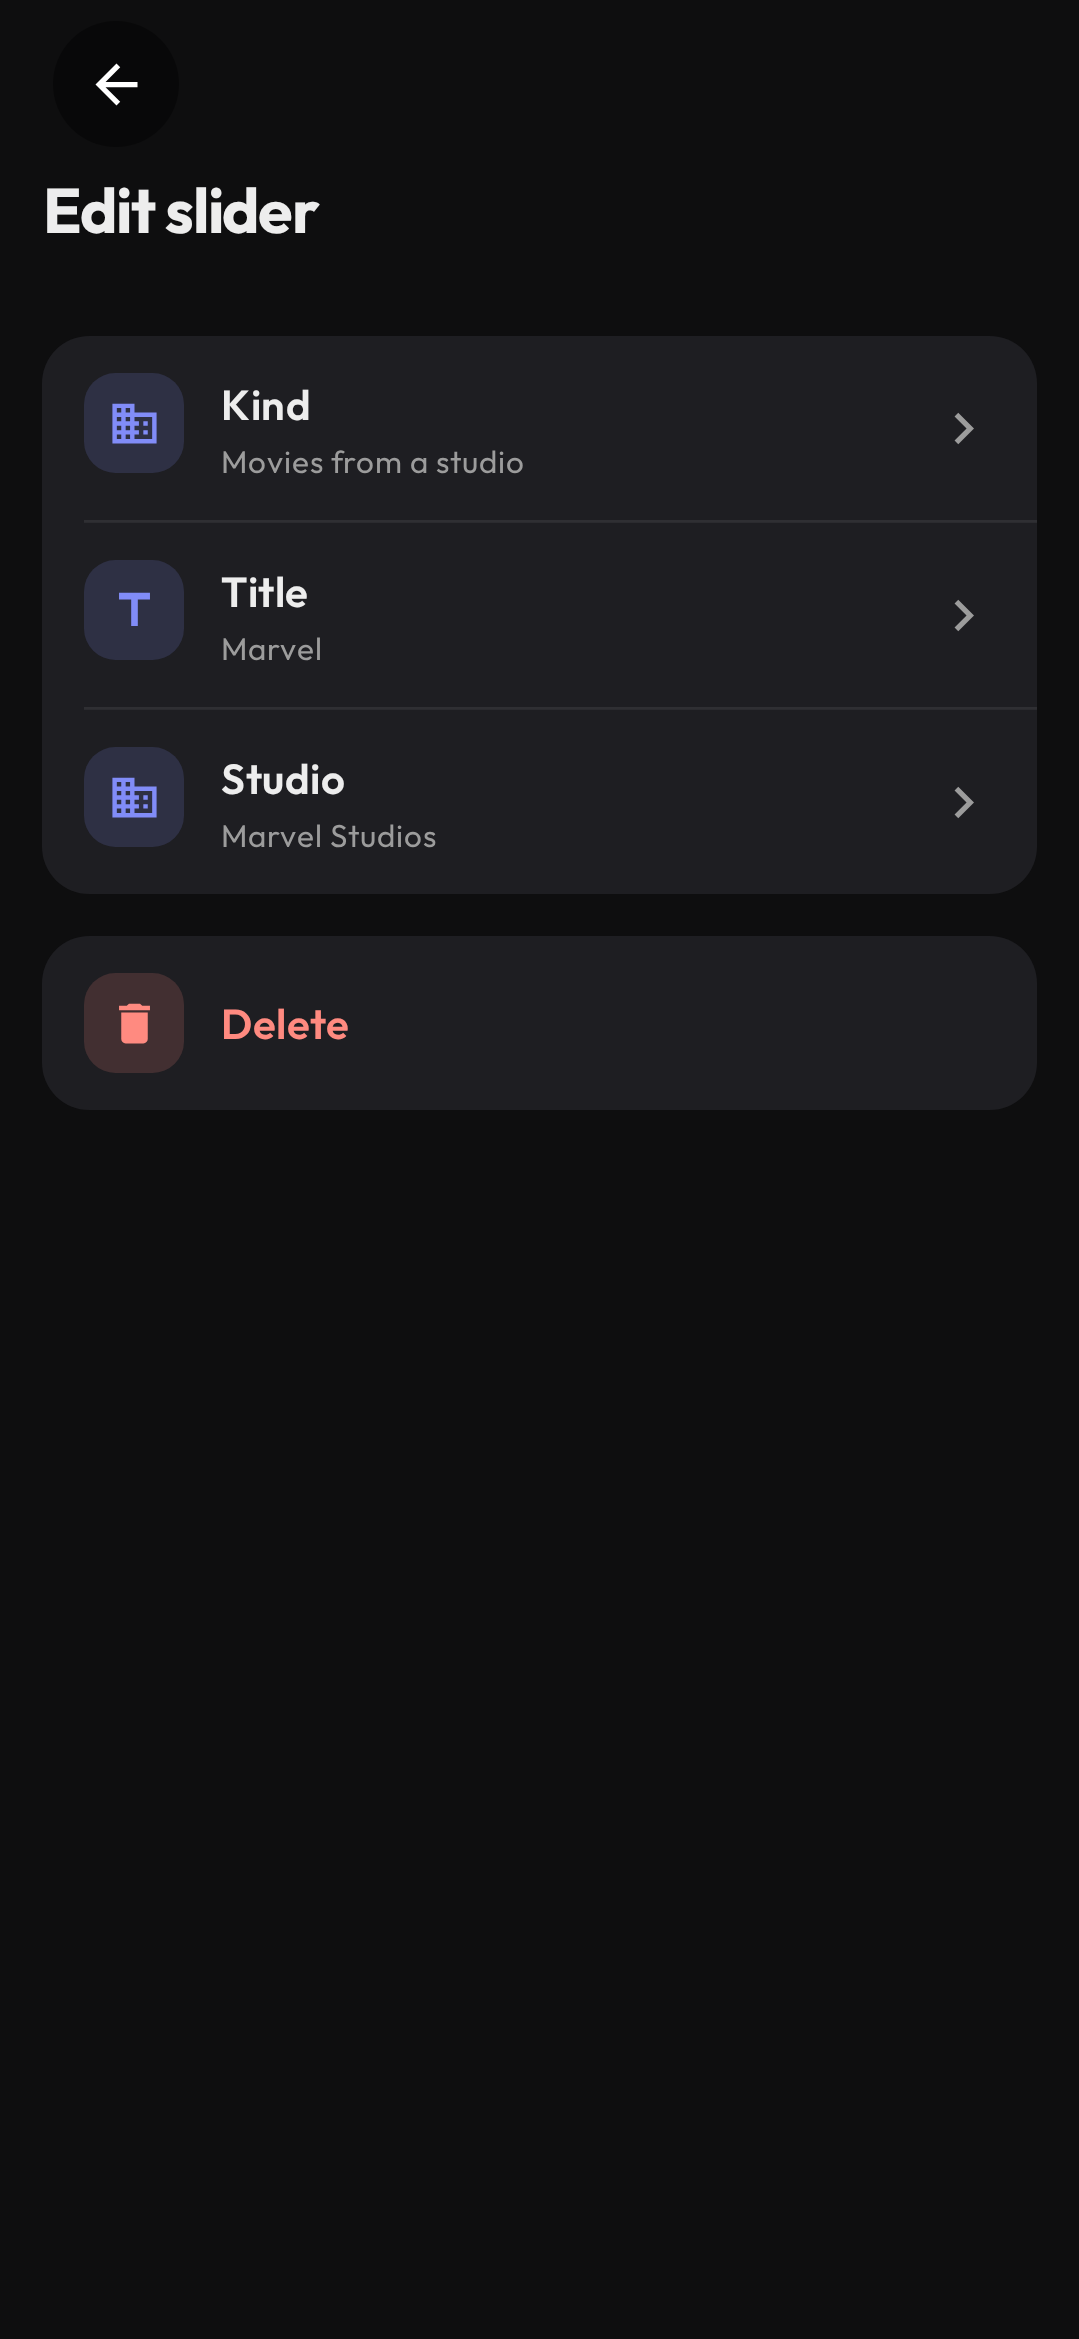 Edit slider
Kind
Movies from a studio
Title
Marvel
Studio
Marvel Studios
Delete